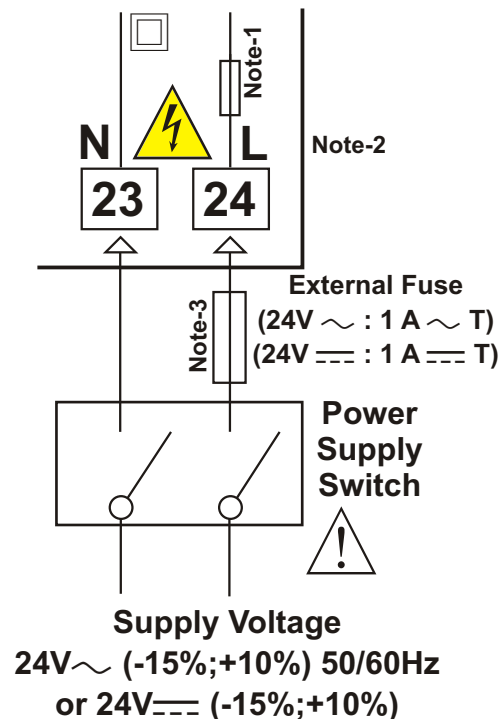 Note-1
N
L
Note-2
23
24
Note-3
External Fuse
(24V ～ : 1 A ～ T)
(24V ⎓ : 1 A ⎓ T)
Power
Supply
Switch
Supply Voltage
24V～ (-15%;+10%) 50/60Hz
or 24V⎓ (-15%;+10%)